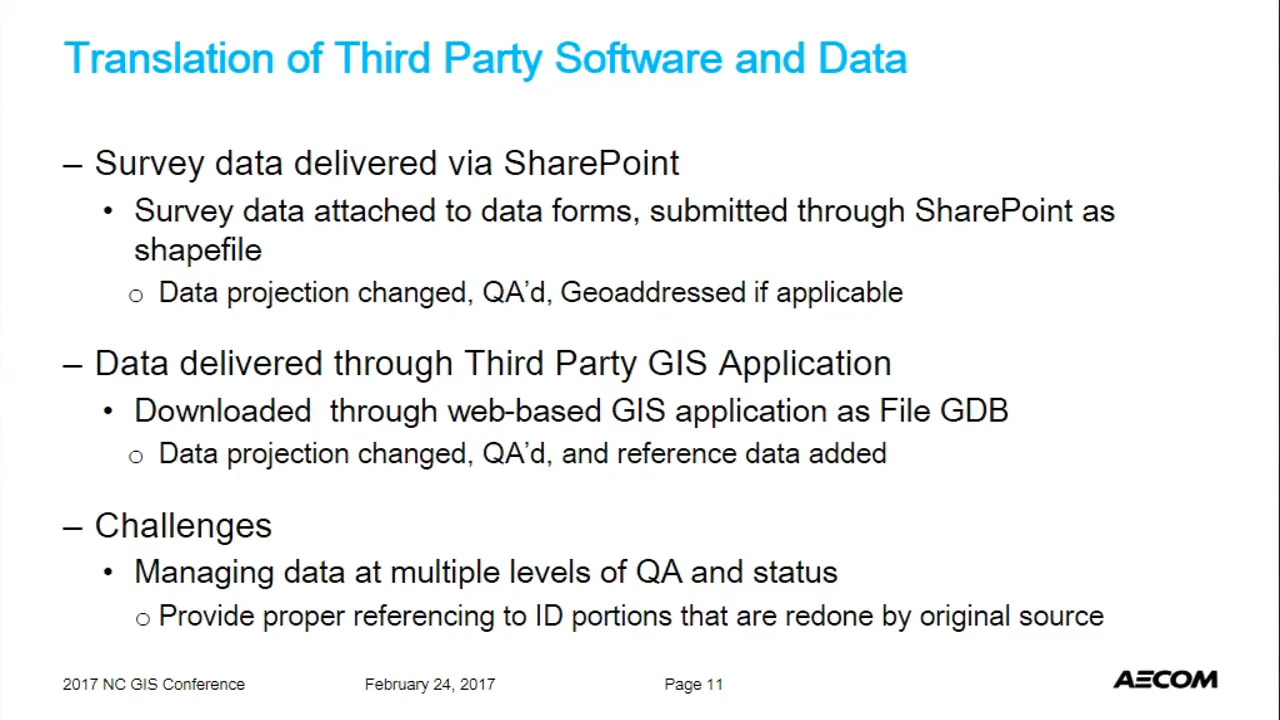 Translation of Third Party Software and Data
– Survey data delivered via SharePoint
• Survey data attached to data forms, submitted through SharePoint as
shapefile
o Data projection changed, QA’d, Geoaddressed if applicable
– Data delivered through Third Party GIS Application
• Downloaded  through web-based GIS application as File GDB
o Data projection changed, QA’d, and reference data added
– Challenges
• Managing data at multiple levels of QA and status
o Provide proper referencing to ID portions that are redone by original source
2017 NC GIS Conference February 24, 2017 Page 11 AECOM